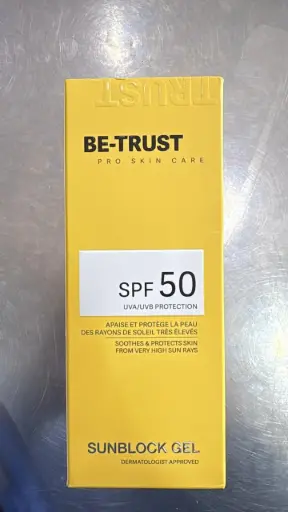 TRUST
BE-TRUST
PRO SKIN CARE
SPF 50
UVA/UVB PROTECTION
APAISE ET PROTÈGE LA PEAU
DES RAYONS DE SOLEIL TRÈS ÉLEVÉS
SOOTHES & PROTECTS SKIN
FROM VERY HIGH SUN RAYS
SUNBLOCK GEL
DERMATOLOGIST APPROVED